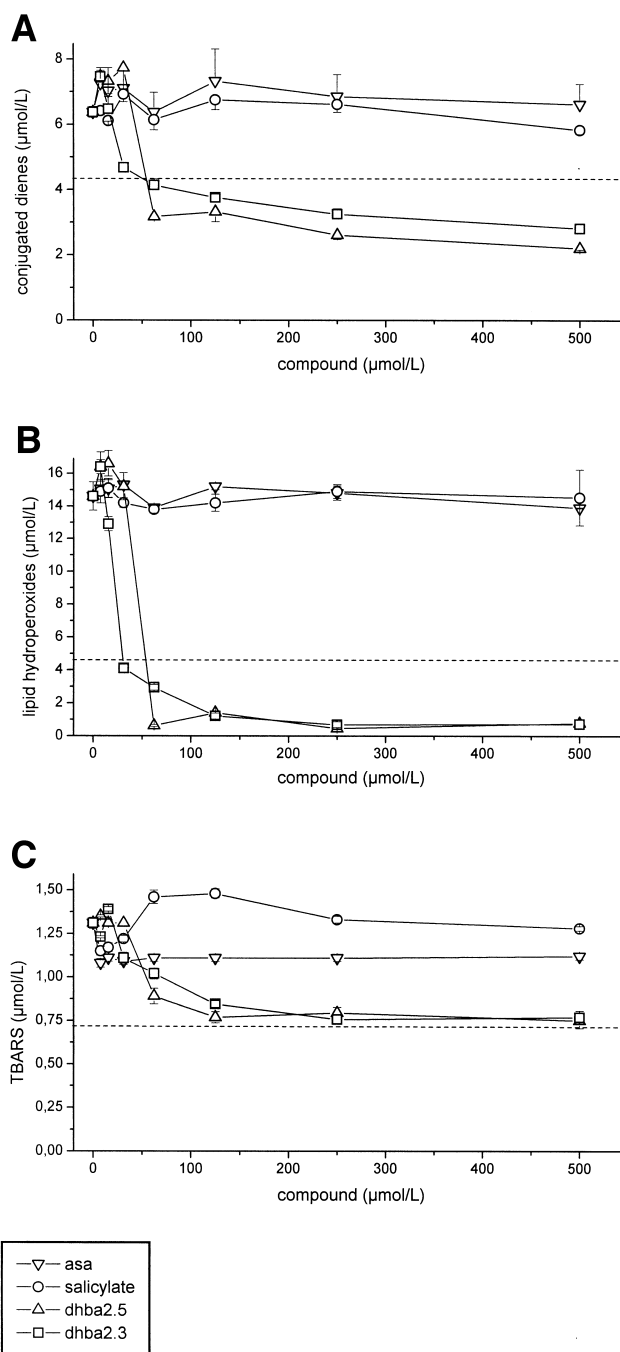 A
conjugated dienes (µmol/L)
8
6
4
2
0
0 100 200 300 400 500
compound (µmol/L)
B
lipid hydroperoxides (µmol/L)
16
14
12
10
8
6
4
2
0
0 100 200 300 400 500
compound (µmol/L)
C
TBARS (µmol/L)
1,50
1,25
1,00
0,75
0,50
0,25
0,00
0 100 200 300 400 500
compound (µmol/L)
asa
salicylate
dhba2.5
dhba2.3